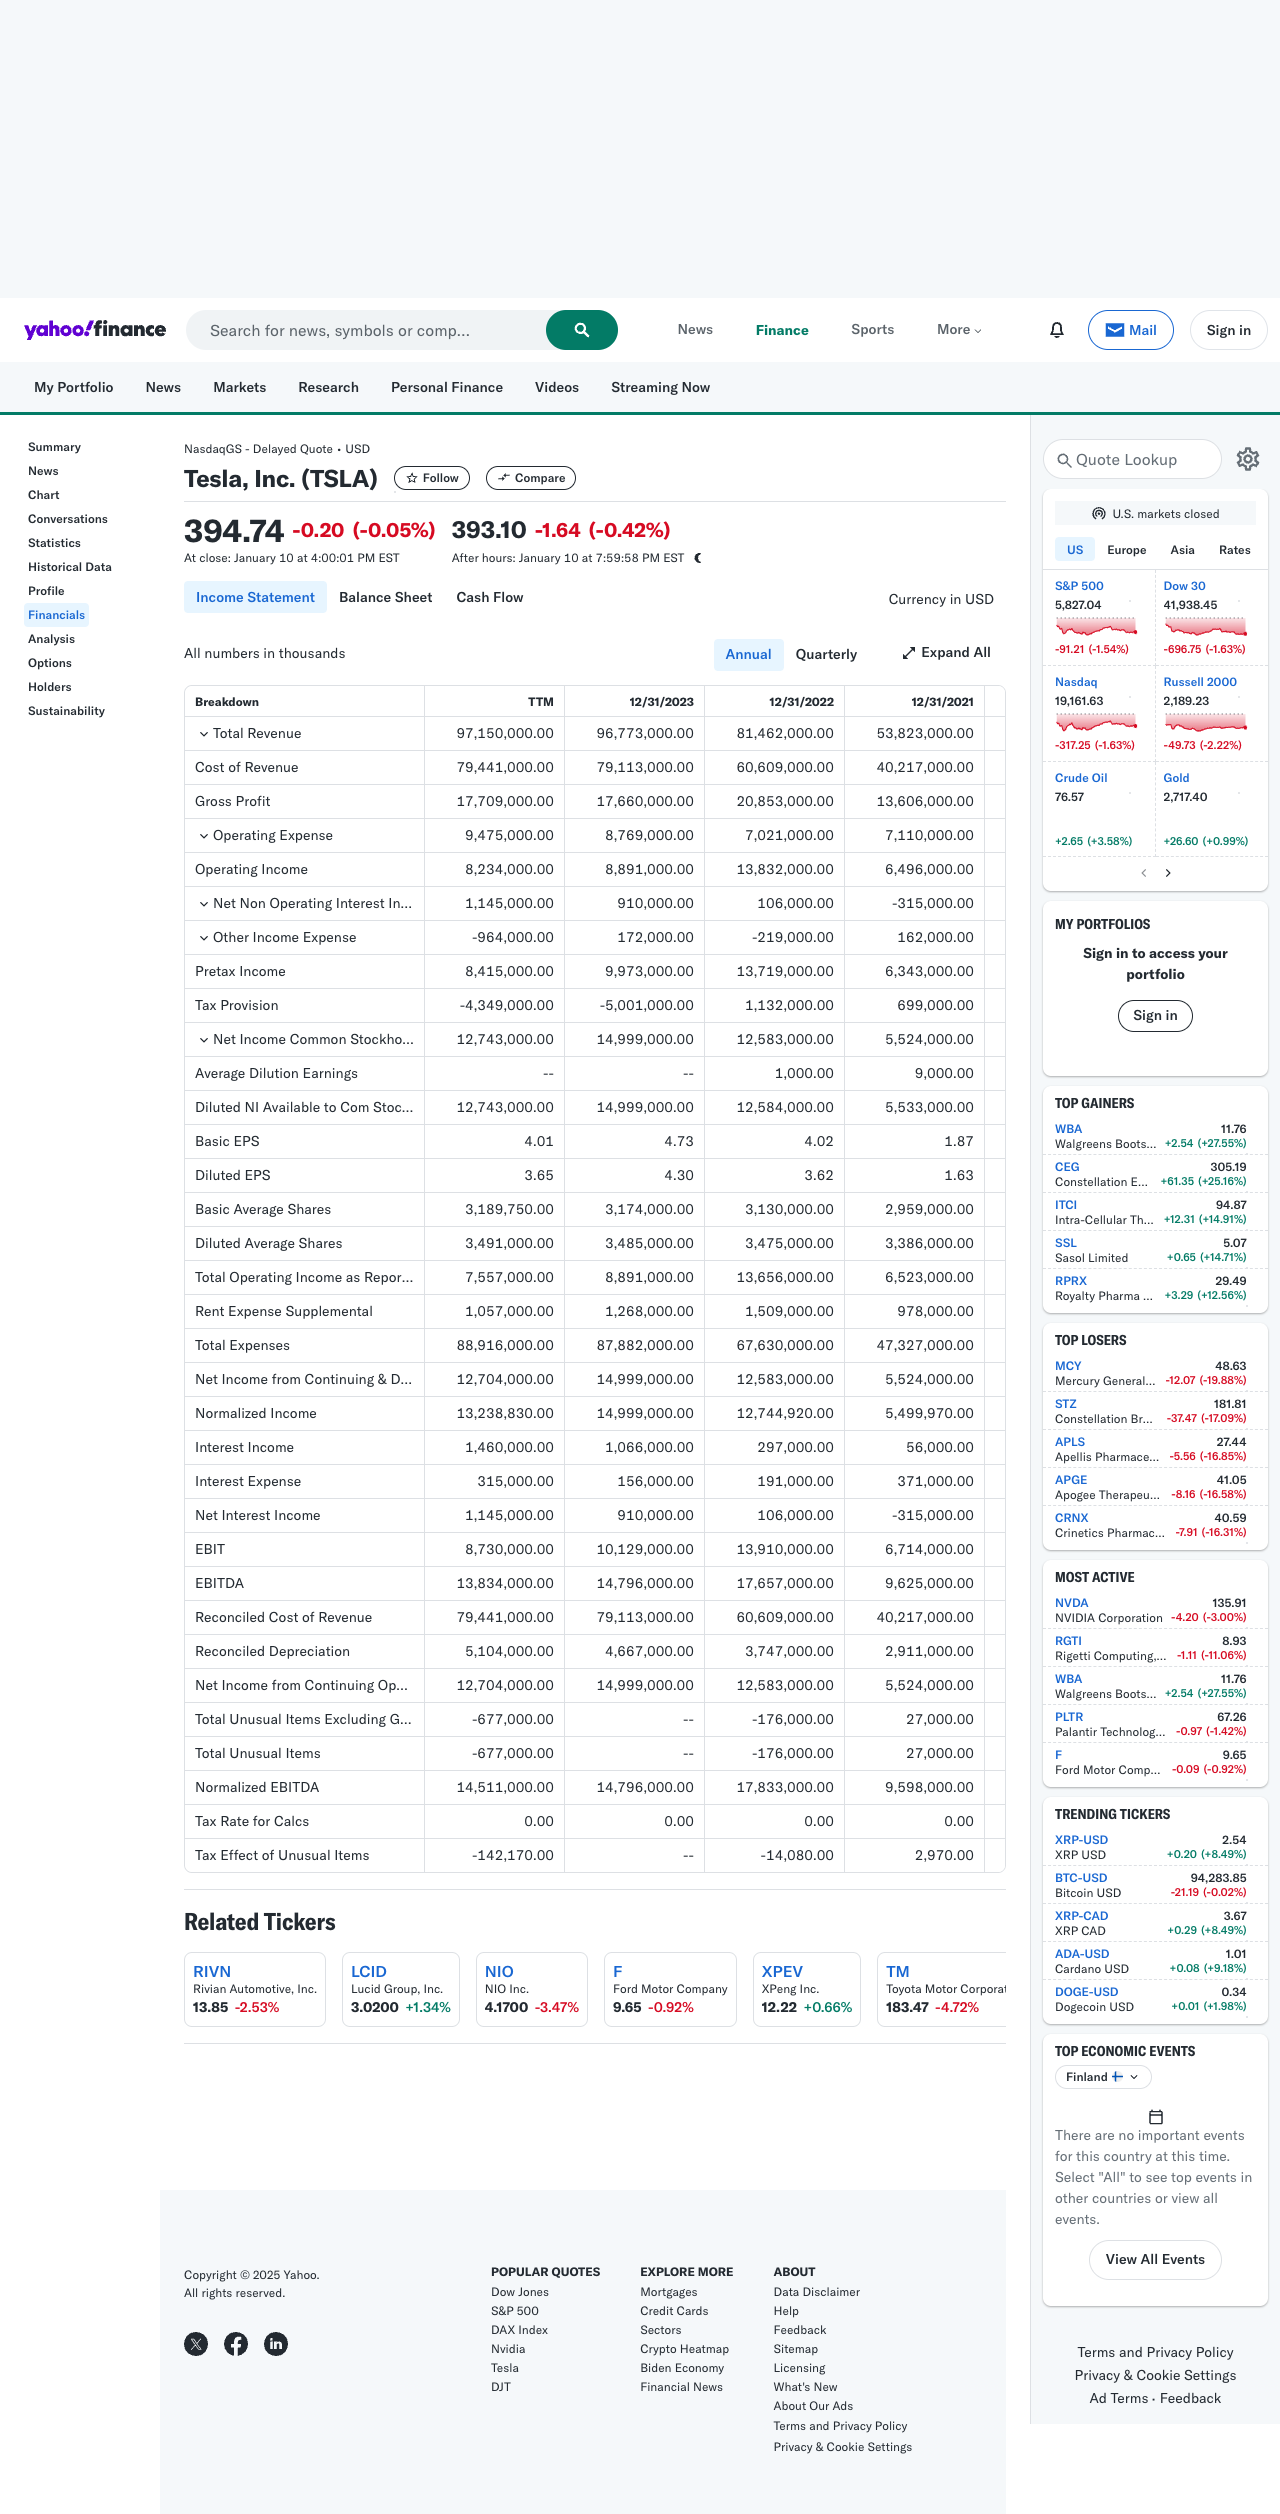 yahoo!finance
Search for news, symbols or comp...
News Finance Sports More
Mail
Sign in
My Portfolio News Markets Research Personal Finance Videos Streaming Now
Summary
News
Chart
Conversations
Statistics
Historical Data
Profile
Financials
Analysis
Options
Holders
Sustainability
NasdaqGS - Delayed Quote • USD
Tesla, Inc. (TSLA) Follow Compare
394.74 -0.20 (-0.05%) 393.10 -1.64 (-0.42%)
At close: January 10 at 4:00:01 PM EST After hours: January 10 at 7:59:58 PM EST
Income Statement Balance Sheet Cash Flow Currency in USD
All numbers in thousands Annual Quarterly Expand All
Breakdown TTM 12/31/2023 12/31/2022 12/31/2021
Total Revenue 97,150,000.00 96,773,000.00 81,462,000.00 53,823,000.00
Cost of Revenue 79,441,000.00 79,113,000.00 60,609,000.00 40,217,000.00
Gross Profit 17,709,000.00 17,660,000.00 20,853,000.00 13,606,000.00
Operating Expense 9,475,000.00 8,769,000.00 7,021,000.00 7,110,000.00
Operating Income 8,234,000.00 8,891,000.00 13,832,000.00 6,496,000.00
Net Non Operating Interest In... 1,145,000.00 910,000.00 106,000.00 -315,000.00
Other Income Expense -964,000.00 172,000.00 -219,000.00 162,000.00
Pretax Income 8,415,000.00 9,973,000.00 13,719,000.00 6,343,000.00
Tax Provision -4,349,000.00 -5,001,000.00 1,132,000.00 699,000.00
Net Income Common Stockho... 12,743,000.00 14,999,000.00 12,583,000.00 5,524,000.00
Average Dilution Earnings -- -- 1,000.00 9,000.00
Diluted NI Available to Com Stoc... 12,743,000.00 14,999,000.00 12,584,000.00 5,533,000.00
Basic EPS 4.01 4.73 4.02 1.87
Diluted EPS 3.65 4.30 3.62 1.63
Basic Average Shares 3,189,750.00 3,174,000.00 3,130,000.00 2,959,000.00
Diluted Average Shares 3,491,000.00 3,485,000.00 3,475,000.00 3,386,000.00
Total Operating Income as Repor... 7,557,000.00 8,891,000.00 13,656,000.00 6,523,000.00
Rent Expense Supplemental 1,057,000.00 1,268,000.00 1,509,000.00 978,000.00
Total Expenses 88,916,000.00 87,882,000.00 67,630,000.00 47,327,000.00
Net Income from Continuing & D... 12,704,000.00 14,999,000.00 12,583,000.00 5,524,000.00
Normalized Income 13,238,830.00 14,999,000.00 12,744,920.00 5,499,970.00
Interest Income 1,460,000.00 1,066,000.00 297,000.00 56,000.00
Interest Expense 315,000.00 156,000.00 191,000.00 371,000.00
Net Interest Income 1,145,000.00 910,000.00 106,000.00 -315,000.00
EBIT 8,730,000.00 10,129,000.00 13,910,000.00 6,714,000.00
EBITDA 13,834,000.00 14,796,000.00 17,657,000.00 9,625,000.00
Reconciled Cost of Revenue 79,441,000.00 79,113,000.00 60,609,000.00 40,217,000.00
Reconciled Depreciation 5,104,000.00 4,667,000.00 3,747,000.00 2,911,000.00
Net Income from Continuing Op... 12,704,000.00 14,999,000.00 12,583,000.00 5,524,000.00
Total Unusual Items Excluding G... -677,000.00 -- -176,000.00 27,000.00
Total Unusual Items -677,000.00 -- -176,000.00 27,000.00
Normalized EBITDA 14,511,000.00 14,796,000.00 17,833,000.00 9,598,000.00
Tax Rate for Calcs 0.00 0.00 0.00 0.00
Tax Effect of Unusual Items -142,170.00 -- -14,080.00 2,970.00
Related Tickers
RIVN
Rivian Automotive, Inc.
13.85 -2.53%
LCID
Lucid Group, Inc.
3.0200 +1.34%
NIO
NIO Inc.
4.1700 -3.47%
F
Ford Motor Company
9.65 -0.92%
XPEV
XPeng Inc.
12.22 +0.66%
TM
Toyota Motor Corporat
183.47 -4.72%
Quote Lookup
U.S. markets closed
US Europe Asia Rates
S&P 500
5,827.04
-91.21 (-1.54%)
Dow 30
41,938.45
-696.75 (-1.63%)
Nasdaq
19,161.63
-317.25 (-1.63%)
Russell 2000
2,189.23
-49.73 (-2.22%)
Crude Oil
76.57
+2.65 (+3.58%)
Gold
2,717.40
+26.60 (+0.99%)
MY PORTFOLIOS
Sign in to access your
portfolio
Sign in
TOP GAINERS
WBA 11.76
Walgreens Boots... +2.54 (+27.55%)
CEG 305.19
Constellation E... +61.35 (+25.16%)
ITCI 94.87
Intra-Cellular Th... +12.31 (+14.91%)
SSL 5.07
Sasol Limited +0.65 (+14.71%)
RPRX 29.49
Royalty Pharma ... +3.29 (+12.56%)
TOP LOSERS
MCY 48.63
Mercury General... -12.07 (-19.88%)
STZ 181.81
Constellation Br... -37.47 (-17.09%)
APLS 27.44
Apellis Pharmace... -5.56 (-16.85%)
APGE 41.05
Apogee Therapeu... -8.16 (-16.58%)
CRNX 40.59
Crinetics Pharmac... -7.91 (-16.31%)
MOST ACTIVE
NVDA 135.91
NVIDIA Corporation -4.20 (-3.00%)
RGTI 8.93
Rigetti Computing,... -1.11 (-11.06%)
WBA 11.76
Walgreens Boots... +2.54 (+27.55%)
PLTR 67.26
Palantir Technolog... -0.97 (-1.42%)
F 9.65
Ford Motor Comp... -0.09 (-0.92%)
TRENDING TICKERS
XRP-USD 2.54
XRP USD +0.20 (+8.49%)
BTC-USD 94,283.85
Bitcoin USD -21.19 (-0.02%)
XRP-CAD 3.67
XRP CAD +0.29 (+8.49%)
ADA-USD 1.01
Cardano USD +0.08 (+9.18%)
DOGE-USD 0.34
Dogecoin USD +0.01 (+1.98%)
TOP ECONOMIC EVENTS
Finland
There are no important events
for this country at this time.
Select "All" to see top events in
other countries or view all
events.
View All Events
Terms and Privacy Policy
Privacy & Cookie Settings
Ad Terms • Feedback
Copyright © 2025 Yahoo.
All rights reserved.
POPULAR QUOTES
Dow Jones
S&P 500
DAX Index
Nvidia
Tesla
DJT
EXPLORE MORE
Mortgages
Credit Cards
Sectors
Crypto Heatmap
Biden Economy
Financial News
ABOUT
Data Disclaimer
Help
Feedback
Sitemap
Licensing
What's New
About Our Ads
Terms and Privacy Policy
Privacy & Cookie Settings